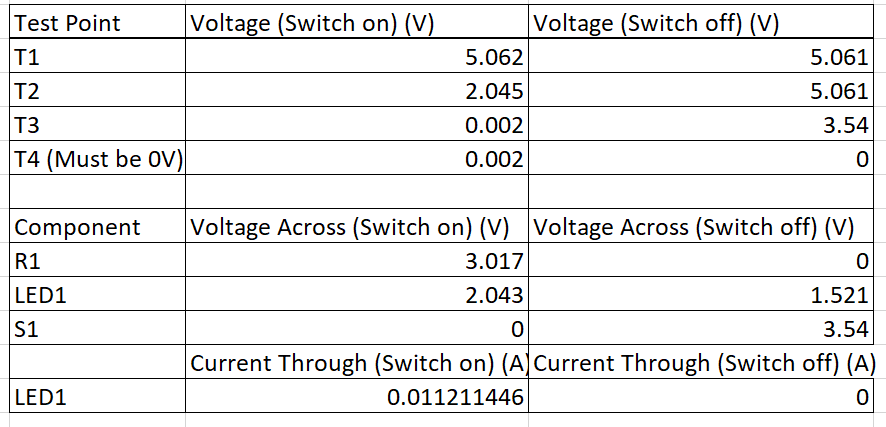 Test Point Voltage (Switch on) (V) Voltage (Switch off) (V)
T1 5.062 5.061
T2 2.045 5.061
T3 0.002 3.54
T4 (Must be 0V) 0.002 0
Component Voltage Across (Switch on) (V) Voltage Across (Switch off) (V)
R1 3.017 0
LED1 2.043 1.521
S1 0 3.54
Current Through (Switch on) (A) Current Through (Switch off) (A)
LED1 0.011211446 0